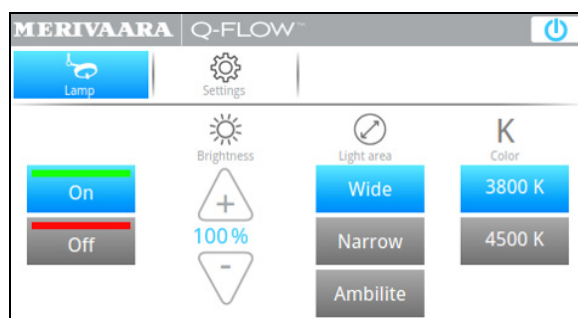 MERIVAARA Q-FLOW™
Lamp
Settings
Brightness
Light area
K
Color
On
+
100%
-
Off
Wide
Narrow
Ambilite
3800 K
4500 K